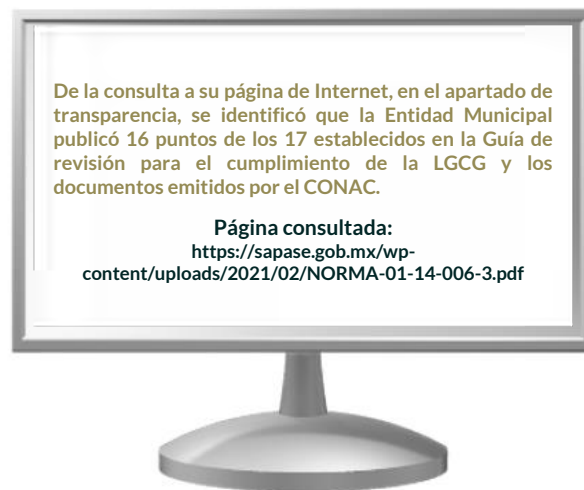 De la consulta a su página de Internet, en el apartado de
transparencia, se identificó que la Entidad Municipal
publicó 16 puntos de los 17 establecidos en la Guía de
revisión para el cumplimiento de la LGCG y los
documentos emitidos por el CONAC.
Página consultada:
https://sapase.gob.mx/wp-
content/uploads/2021/02/NORMA-01-14-006-3.pdf